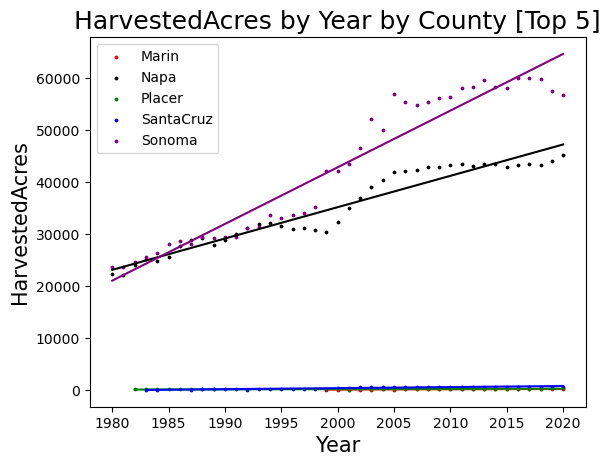 HarvestedAcres by Year by County [Top 5]
Marin
Napa
Placer
SantaCruz
Sonoma
HarvestedAcres
60000
50000
40000
30000
20000
10000
0
1980 1985 1990 1995 2000 2005 2010 2015 2020
Year